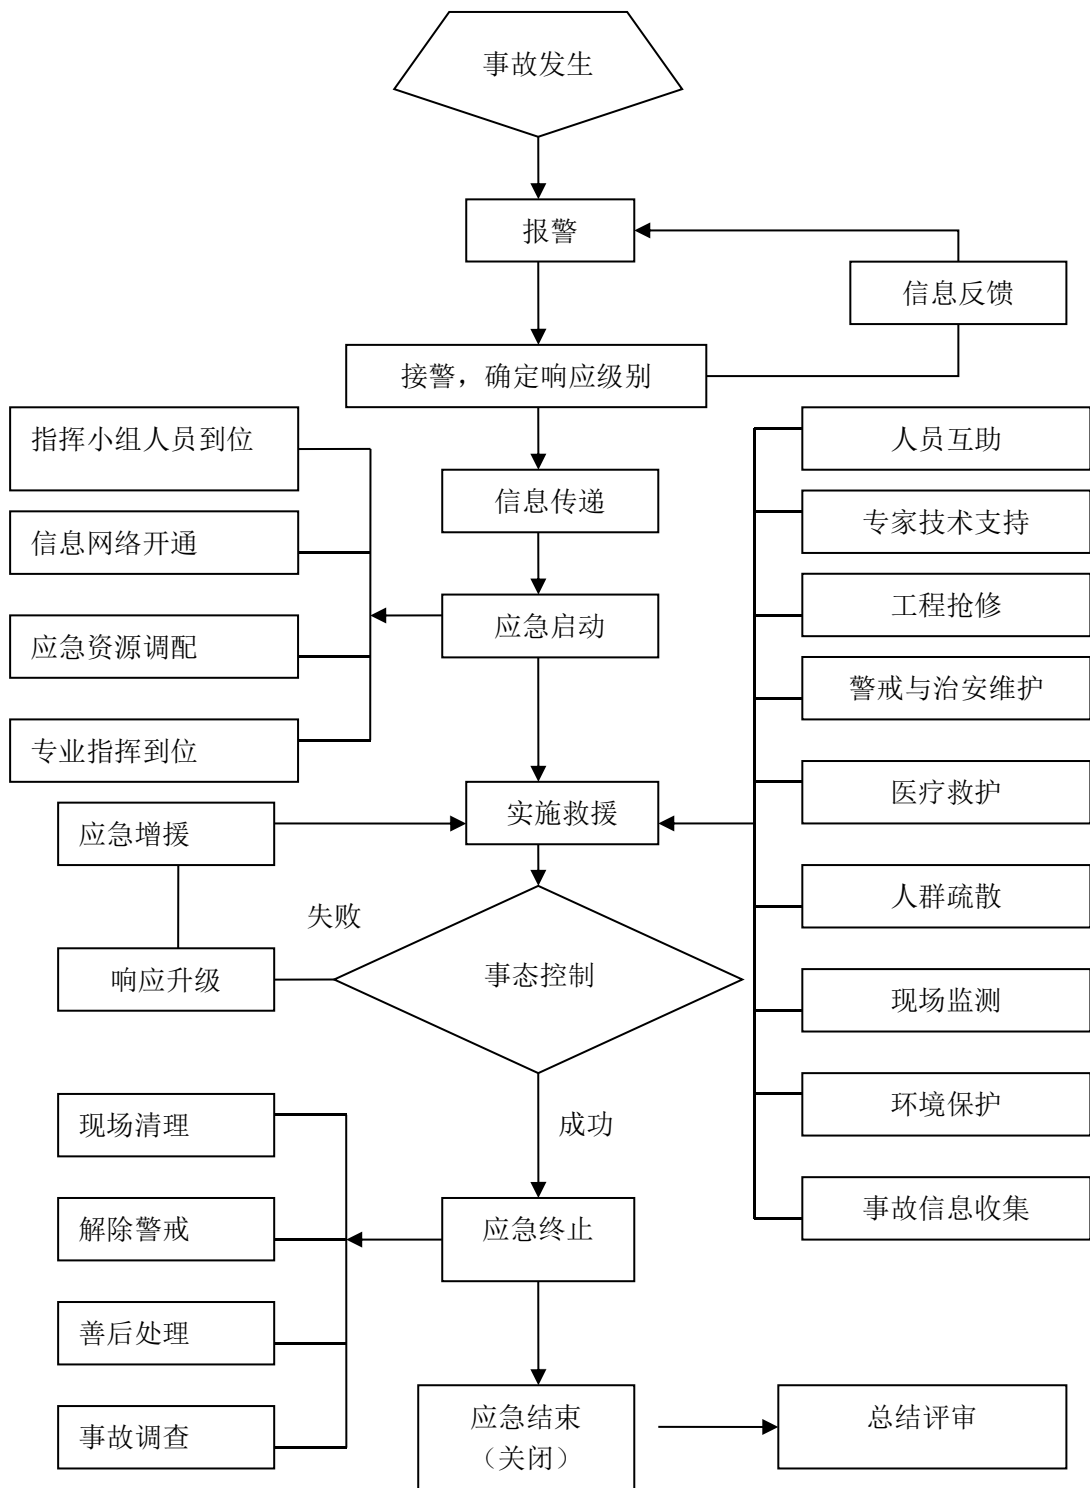 事故发生
报警
信息反馈
接警，确定响应级别
指挥小组人员到位
人员互助
信息传递
信息网络开通
专家技术支持
应急启动
工程抢修
应急资源调配
警戒与治安维护
专业指挥到位
医疗救护
实施救援
应急增援
人群疏散
失败
事态控制
响应升级
现场监测
现场清理
成功
环境保护
解除警戒
应急终止
事故信息收集
善后处理
应急结束
（关闭）
总结评审
事故调查